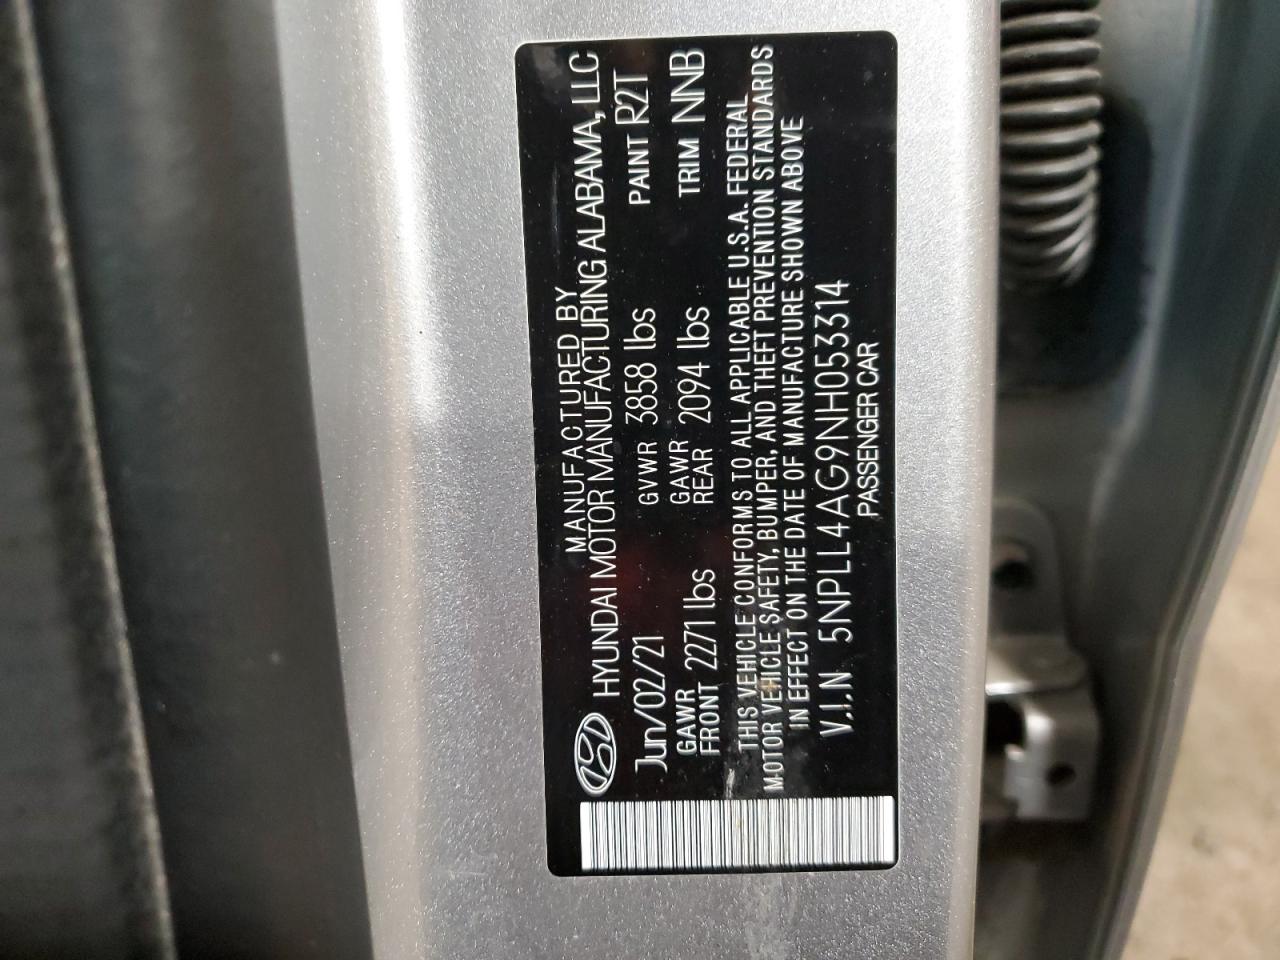 MANUFACTURED BY
HYUNDAI MOTOR MANUFACTURING ALABAMA, LLC
Jun/02/21 GVWR 3858 lbs PAINT R2T
GAWR FRONT 2271 lbs GAWR REAR 2094 lbs TRIM NNB
THIS VEHICLE CONFORMS TO ALL APPLICABLE U.S.A. FEDERAL
MOTOR VEHICLE SAFETY, BUMPER, AND THEFT PREVENTION STANDARDS
IN EFFECT ON THE DATE OF MANUFACTURE SHOWN ABOVE
V.I.N 5NPLL4AG9NH053314
PASSENGER CAR